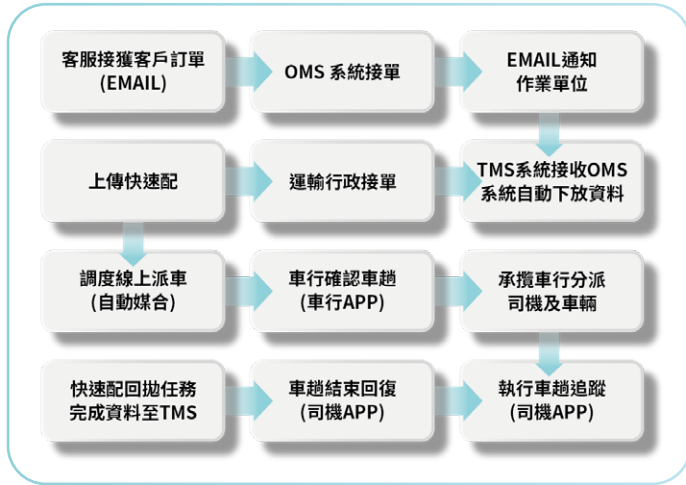 客服接獲客戶訂單
(EMAIL)
OMS 系統接單
EMAIL通知
作業單位
上傳快速配
運輸行政接單
TMS系統接收OMS
系統自動下放資料
調度線上派車
(自動媒合)
車行確認車趟
(車行APP)
承攬車行分派
司機及車輛
快速配回拋任務
完成資料至TMS
車趟結束回復
(司機APP)
執行車趟追蹤
(司機APP)